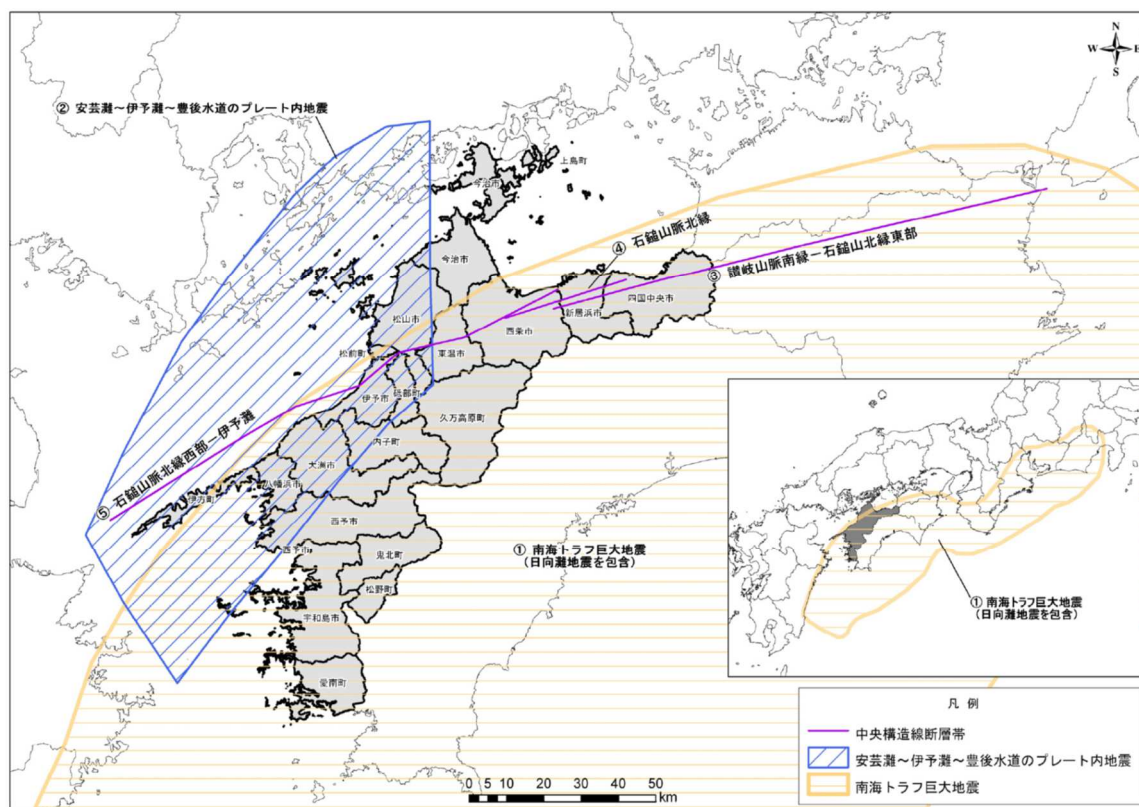 N
W E
S
② 安芸灘～伊予灘～豊後水道のプレート内地震
上島町
今治市
④ 石鎚山脈北縁
今治市
③ 讃岐山脈南縁－石鎚山北縁東部
四国中央市
新居浜市
松山市
西条市
松前町
東温市
砥部町
伊予市
久万高原町
内子町
大洲市
⑤ 石鎚山脈北縁西部－伊予灘
八幡浜市
伊方町
西予市
西予市
鬼北町
① 南海トラフ巨大地震
(日向灘地震を包含)
松野町
宇和島市
愛南町
① 南海トラフ巨大地震
(日向灘地震を包含)
凡 例
中央構造線断層帯
安芸灘～伊予灘～豊後水道のプレート内地震
南海トラフ巨大地震
0 5 10 20 30 40 50
km